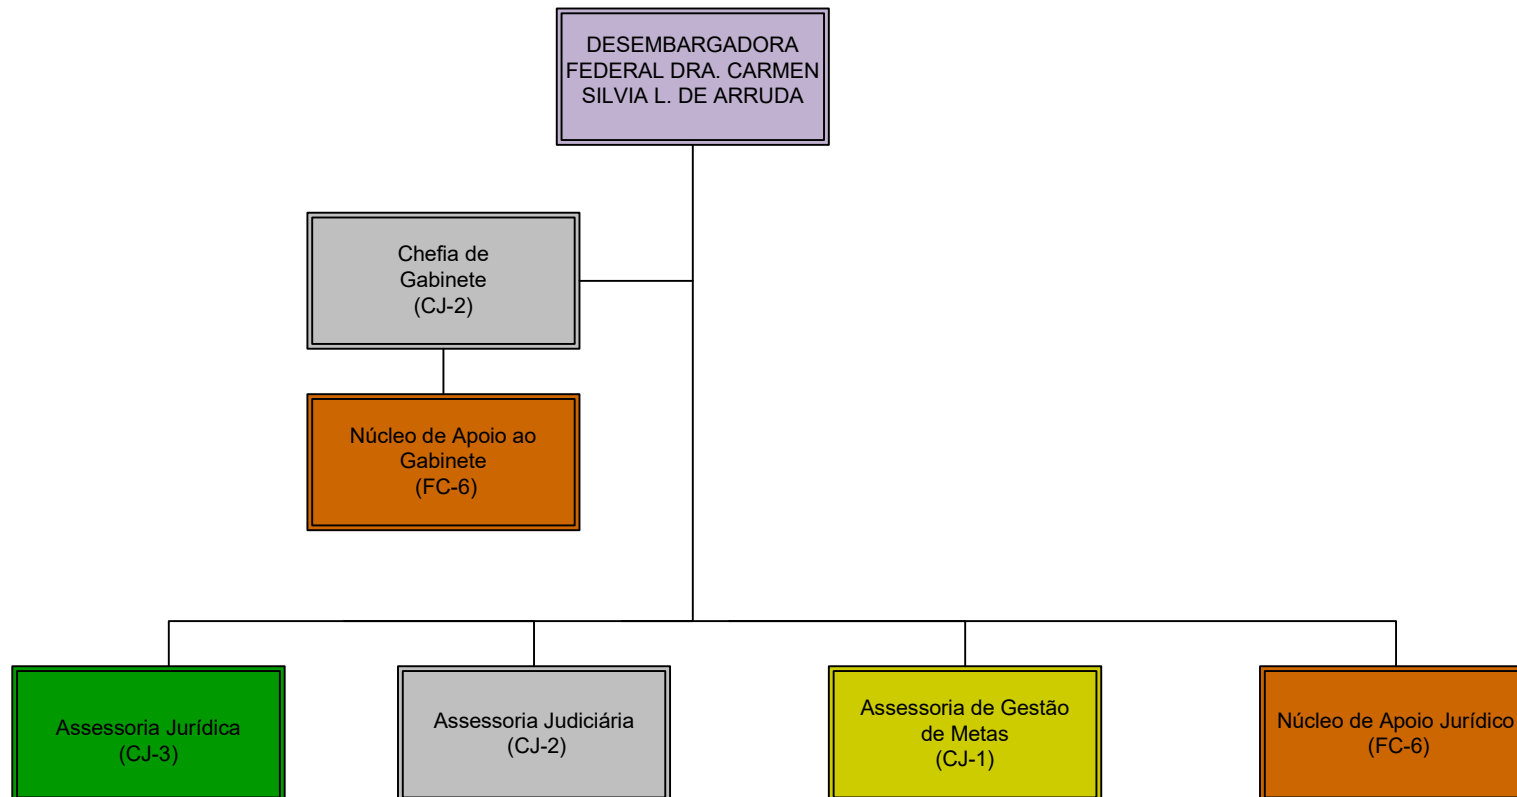 DESEMBARGADORA
FEDERAL DRA. CARMEN
SILVIA L. DE ARRUDA
Chefia de
Gabinete
(CJ-2)
Núcleo de Apoio ao
Gabinete
(FC-6)
Assessoria Jurídica
(CJ-3)
Assessoria Judiciária
(CJ-2)
Assessoria de Gestão
de Metas
(CJ-1)
Núcleo de Apoio Jurídico
(FC-6)